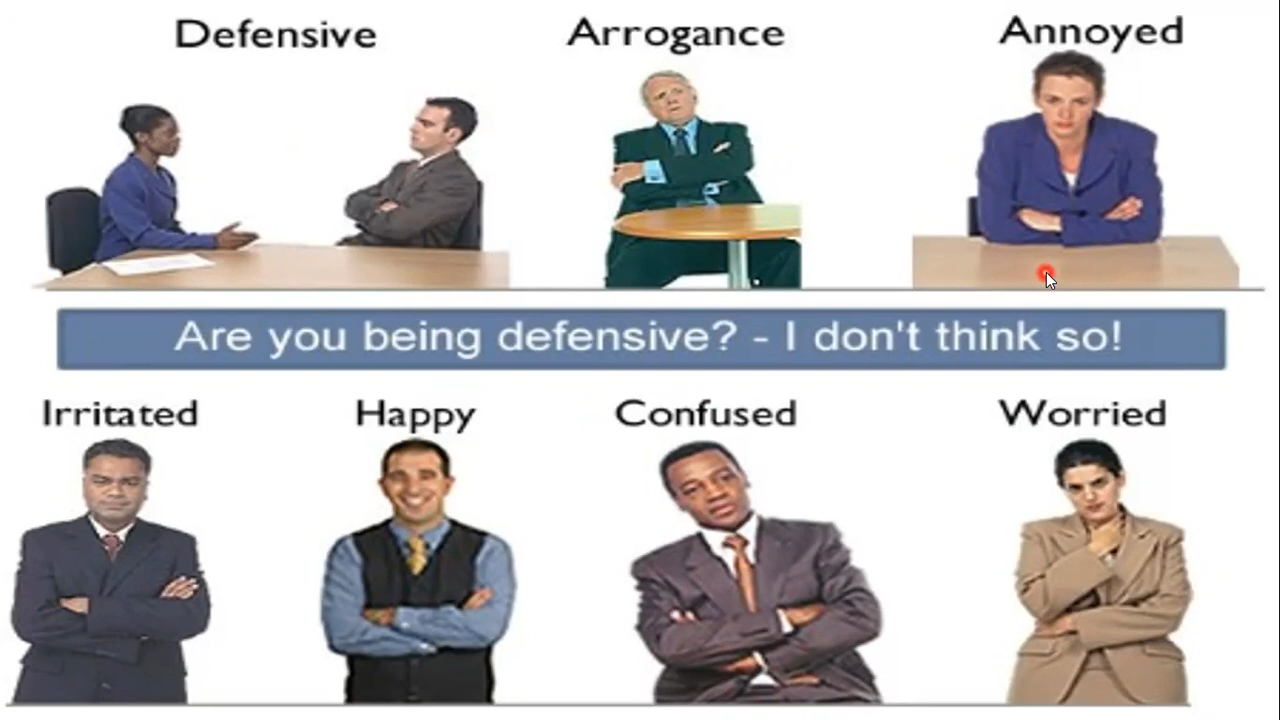 Defensive
Arrogance
Annoyed
Are you being defensive? - I don't think so!
Irritated
Happy
Confused
Worried